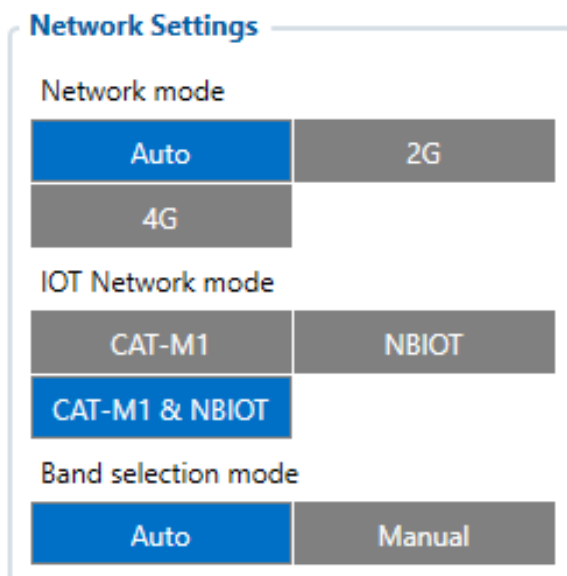 Network Settings
Network mode
Auto 2G
4G
IOT Network mode
CAT-M1 NBIOT
CAT-M1 & NBIOT
Band selection mode
Auto Manual